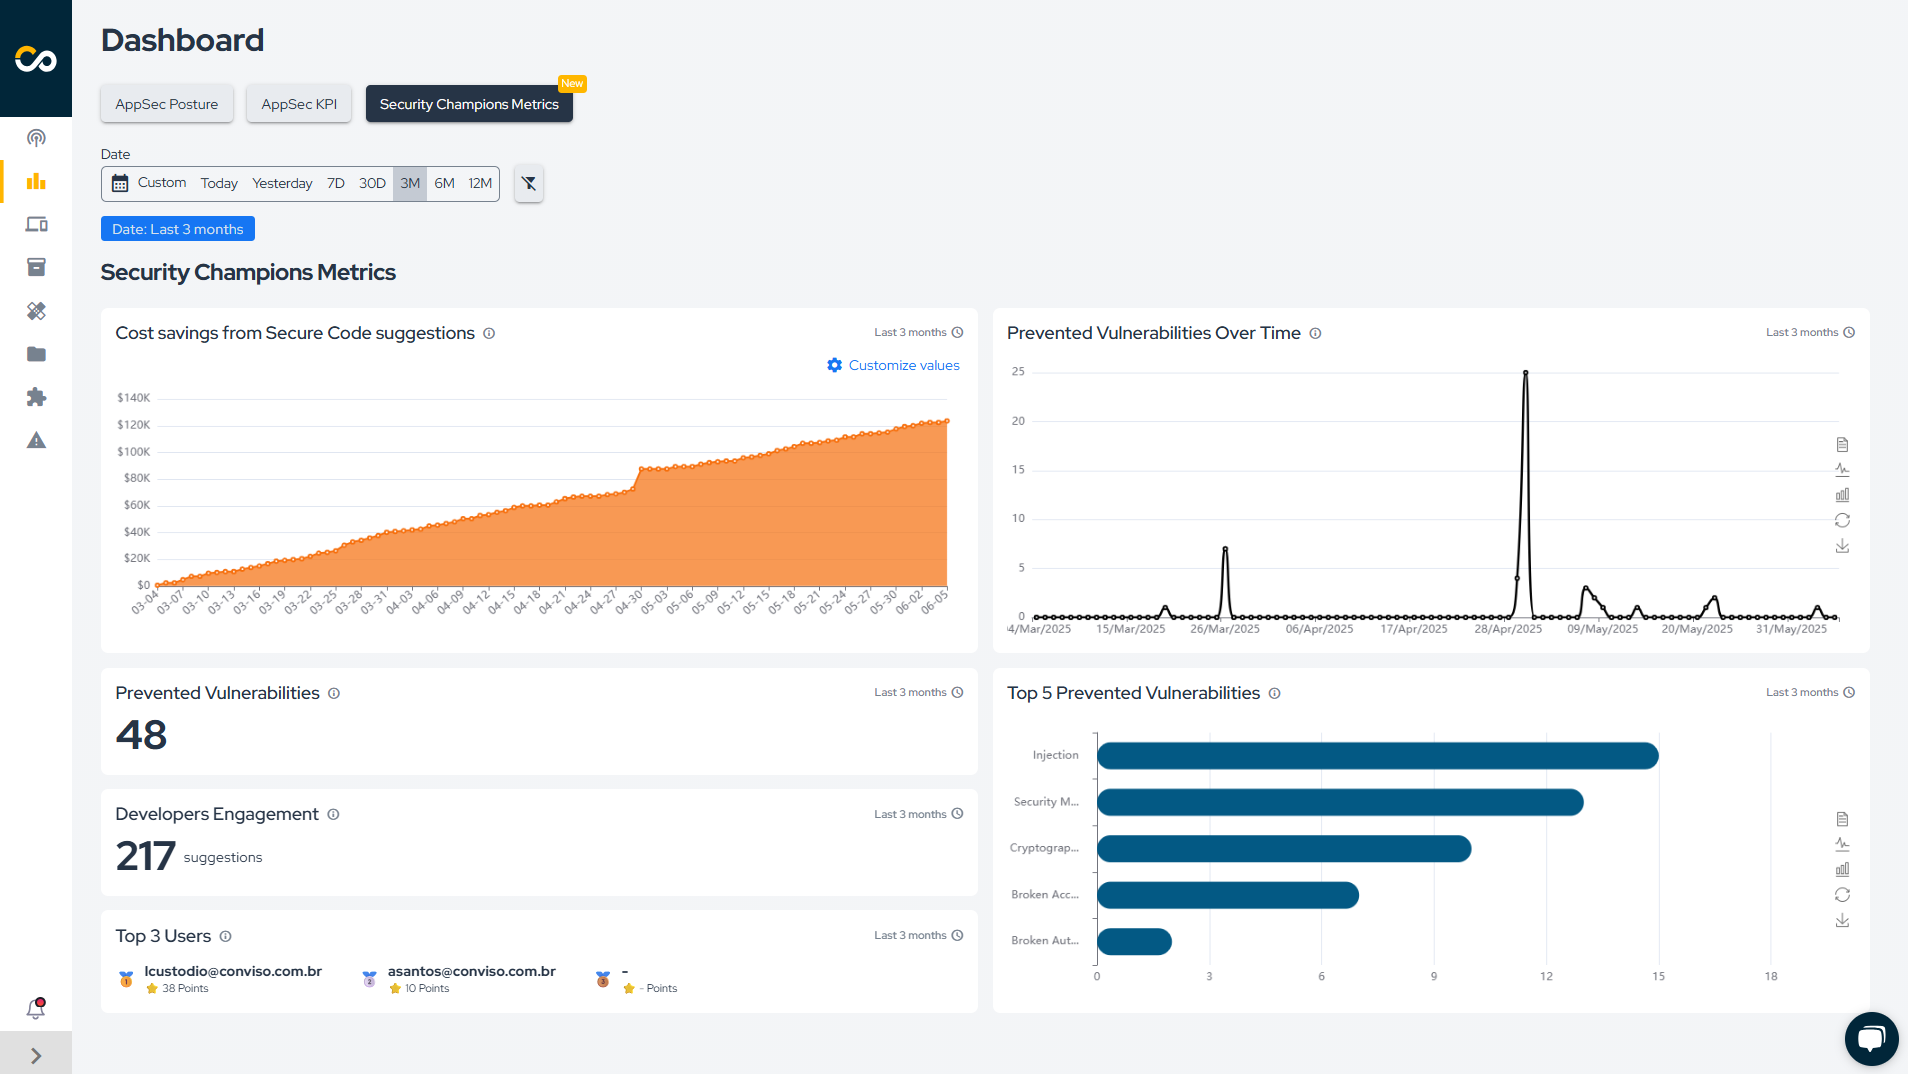 Dashboard
AppSec Posture
AppSec KPI
Security Champions Metrics
New
Date
Custom Today Yesterday 7D 30D 3M 6M 12M
Date: Last 3 months
Security Champions Metrics
Cost savings from Secure Code suggestions
Last 3 months
Customize values
$140K
$120K
$100K
$80K
$60K
$40K
$20K
$0
03-04 03-07 03-10 03-13 03-16 03-19 03-22 03-25 03-28 03-31 04-03 04-06 04-09 04-12 04-15 04-18 04-21 04-24 04-27 04-30 05-03 05-06 05-09 05-12 05-15 05-18 05-21 05-24 05-27 05-30 06-02 06-05
Prevented Vulnerabilities Over Time
Last 3 months
25
20
15
10
5
0
4/Mar/2025 15/Mar/2025 26/Mar/2025 06/Apr/2025 17/Apr/2025 28/Apr/2025 09/May/2025 20/May/2025 31/May/2025
Prevented Vulnerabilities
Last 3 months
48
Developers Engagement
Last 3 months
217 suggestions
Top 3 Users
Last 3 months
1
lcustodio@conviso.com.br
38 Points
2
asantos@conviso.com.br
10 Points
3
-
- Points
Top 5 Prevented Vulnerabilities
Last 3 months
Injection
Security M...
Cryptograp...
Broken Acc...
Broken Aut...
0 3 6 9 12 15 18